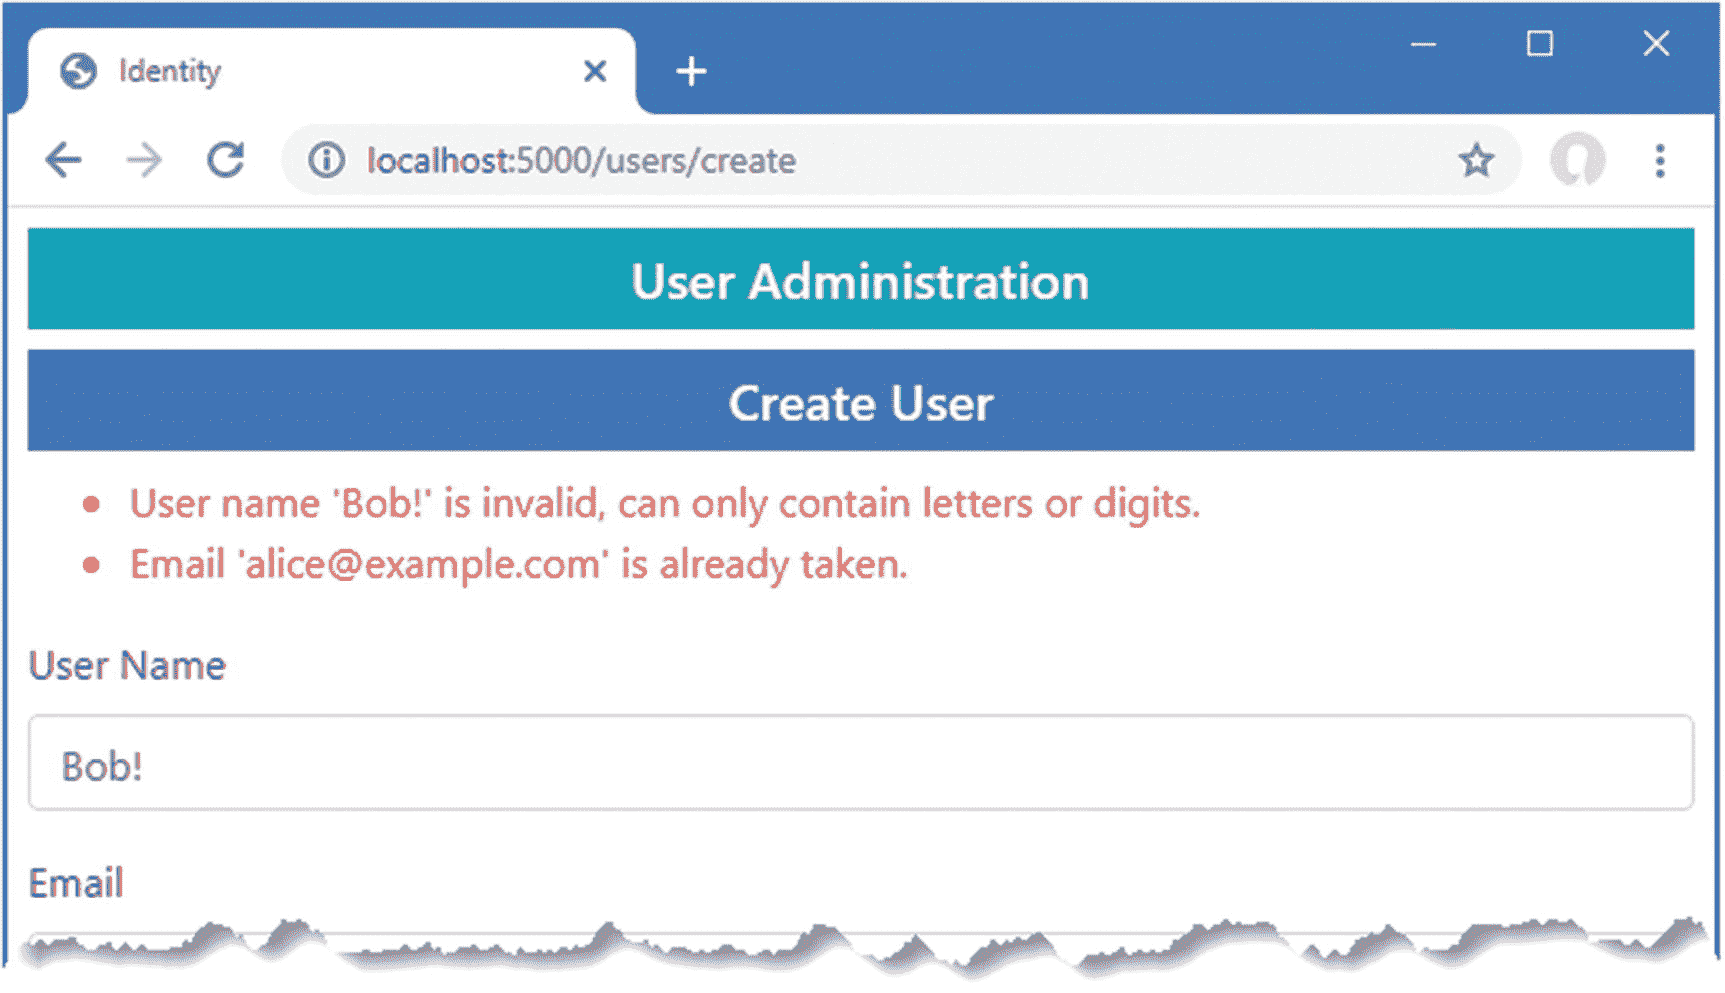 Identity
localhost:5000/users/create
User Administration
Create User
User name 'Bob!' is invalid, can only contain letters or digits.
Email 'alice@example.com' is already taken.
User Name
Bob!
Email